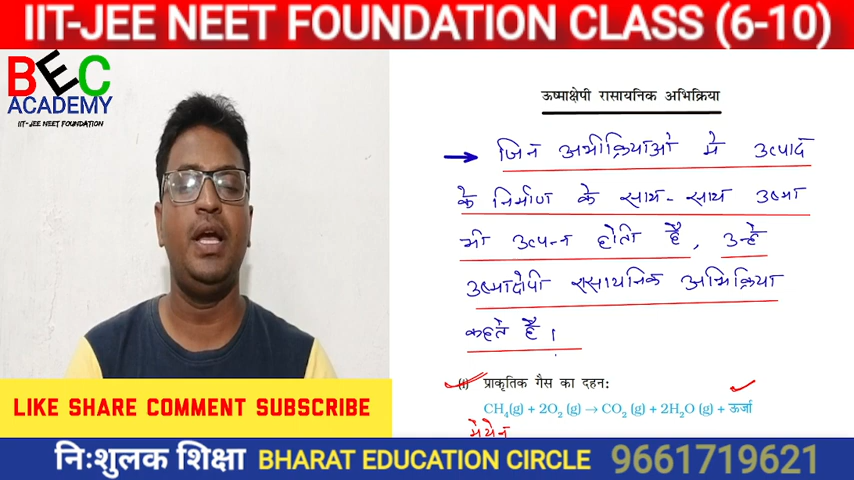 IIT-JEE NEET FOUNDATION CLASS (6-10)
BEC
ACADEMY
IIT-JEE NEET FOUNDATION
ऊष्माक्षेपी रासायनिक अभिक्रिया
जिन अभीक्रियाओं मे उत्पाद
के निर्माण के साथ-साथ उष्मा
भी उत्पन्न होती है, उन्हे
उष्माक्षेपी रासायनिक अभिक्रिया
कहते है।
(i) प्राकृतिक गैस का दहन:
CH₄(g) + 2O₂ (g) → CO₂ (g) + 2H₂O (g) + ऊर्जा
मेथेन
LIKE SHARE COMMENT SUBSCRIBE
निःशुल्क शिक्षा BHARAT EDUCATION CIRCLE 9661719621